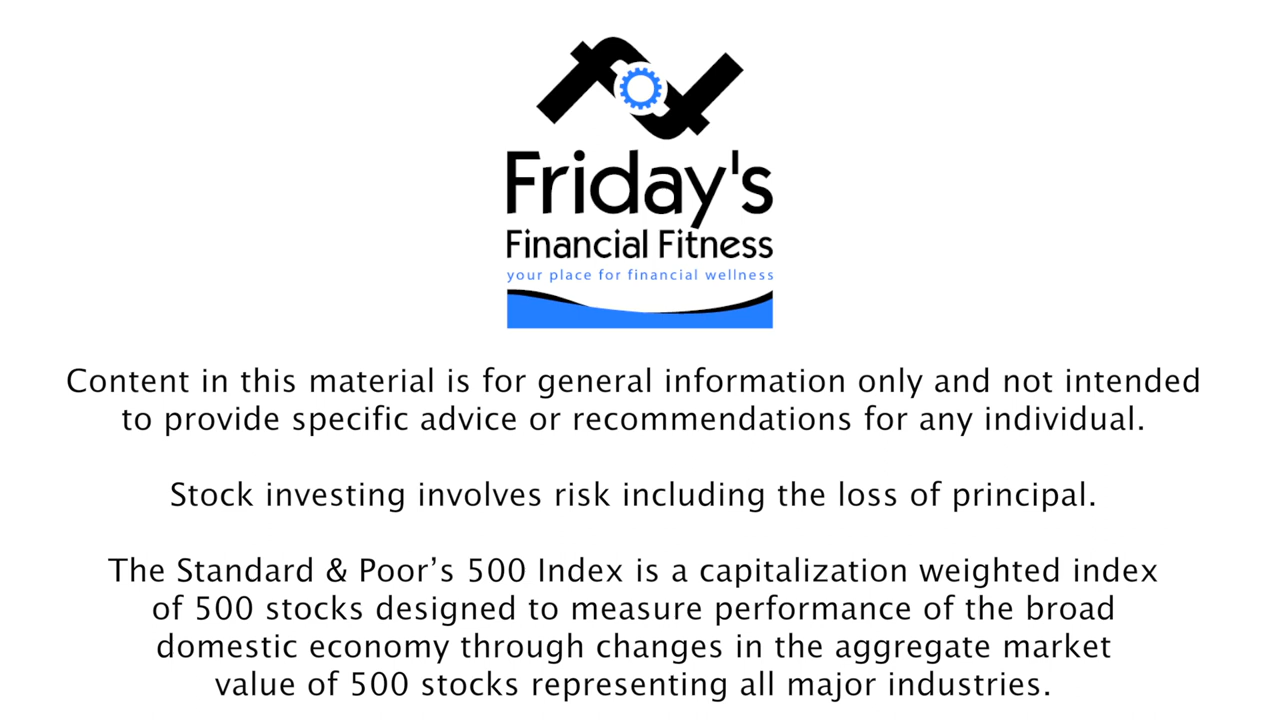 Friday's
Financial Fitness
your place for financial wellness
Content in this material is for general information only and not intended
to provide specific advice or recommendations for any individual.
Stock investing involves risk including the loss of principal.
The Standard & Poor’s 500 Index is a capitalization weighted index
of 500 stocks designed to measure performance of the broad
domestic economy through changes in the aggregate market
value of 500 stocks representing all major industries.